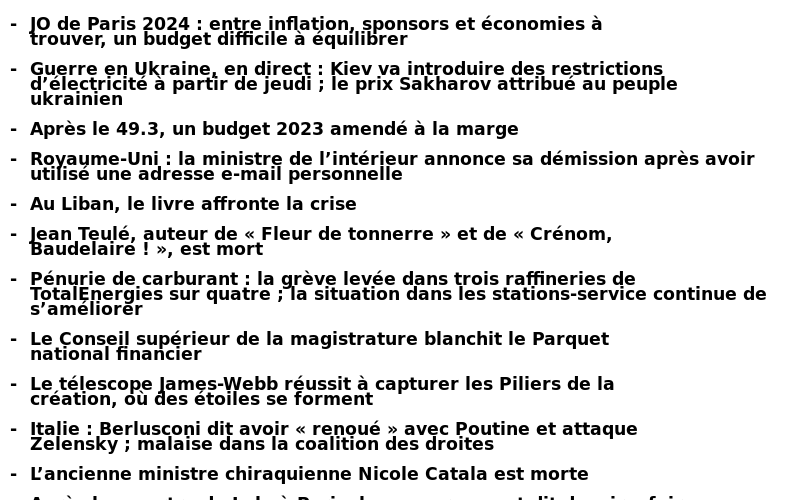 - JO de Paris 2024 : entre inflation, sponsors et économies à
trouver, un budget difficile à équilibrer
- Guerre en Ukraine, en direct : Kiev va introduire des restrictions
d’électricité à partir de jeudi ; le prix Sakharov attribué au peuple
ukrainien
- Après le 49.3, un budget 2023 amendé à la marge
- Royaume-Uni : la ministre de l’intérieur annonce sa démission après avoir
utilisé une adresse e-mail personnelle
- Au Liban, le livre affronte la crise
- Jean Teulé, auteur de « Fleur de tonnerre » et de « Crénom,
Baudelaire ! », est mort
- Pénurie de carburant : la grève levée dans trois raffineries de
TotalEnergies sur quatre ; la situation dans les stations-service continue de
s’améliorer
- Le Conseil supérieur de la magistrature blanchit le Parquet
national financier
- Le télescope James-Webb réussit à capturer les Piliers de la
création, où des étoiles se forment
- Italie : Berlusconi dit avoir « renoué » avec Poutine et attaque
Zelensky ; malaise dans la coalition des droites
- L’ancienne ministre chiraquienne Nicole Catala est morte